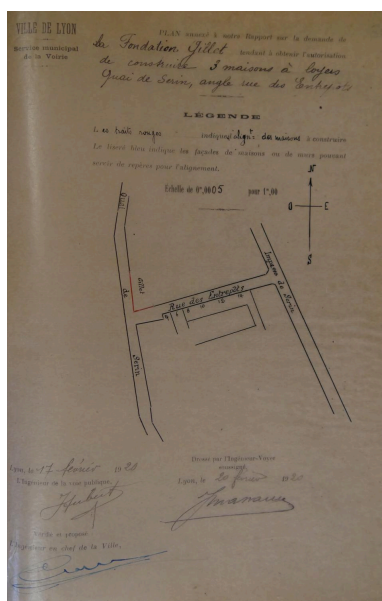 VILLE DE LYON
Service municipal
de la Voirie
PLAN annexé à notre Rapport sur la demande de
La Fondation Gillet tendant à obtenir l'autorisation
de construire 3 maisons à loyers
Quai de Serin, angle rue des Entrepôts
LÉGENDE
Les traits rouges indiquent l'alignt des maisons à construire
Le liseré bleu indique les façades de maisons ou de murs pouvant
servir de repères pour l'alignement.
Échelle de 0m,0005 pour 1m,00
N
O E
S
Quai
Gillet
de
Serin
Rue des Entrepôts
Impasse de Serin
Lyon, le 17 février 1920
L'Ingénieur de la voie publique,
Dressé par l'Ingénieur-Voyer
Lyon, le 20 février 1920
Vérifié et proposé :
L'Ingénieur en chef de la Ville,